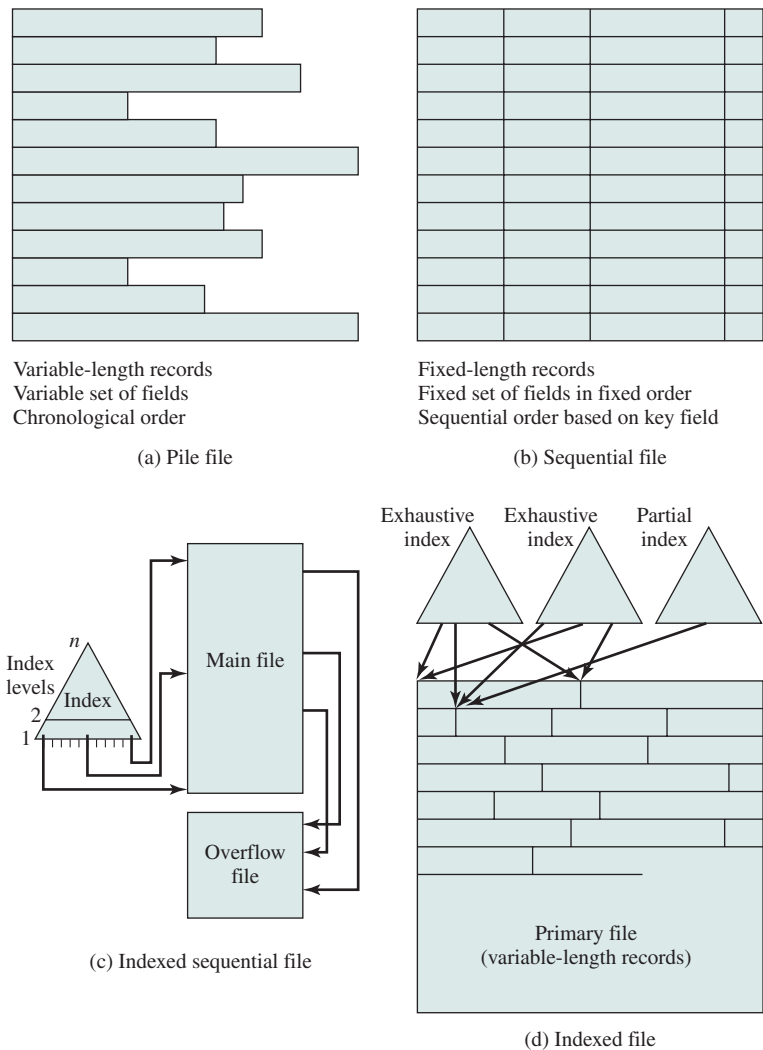 Variable-length records
Variable set of fields
Chronological order
(a) Pile file
Fixed-length records
Fixed set of fields in fixed order
Sequential order based on key field
(b) Sequential file
n
Index
levels
Index
2
1
Main file
Overflow
file
(c) Indexed sequential file
Exhaustive
index
Exhaustive
index
Partial
index
Primary file
(variable-length records)
(d) Indexed file